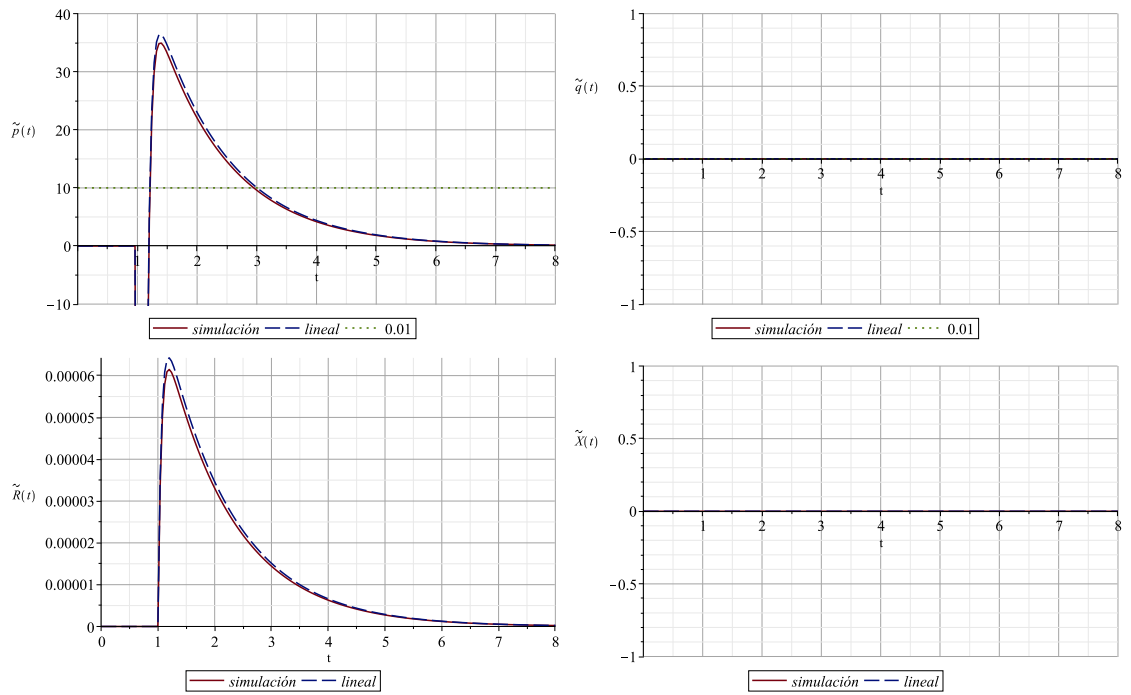 40
30
20
10
0
−10
p̃(t)
1 2 3 4 5 6 7 8
t
simulación lineal 0.01
1
0.5
0
−0.5
−1
q̃(t)
1 2 3 4 5 6 7 8
t
simulación lineal 0.01
0.00006
0.00005
0.00004
0.00003
0.00002
0.00001
0
R̃(t)
0 1 2 3 4 5 6 7 8
t
simulación lineal
1
0.5
0
−0.5
−1
X̃(t)
1 2 3 4 5 6 7 8
t
simulación lineal